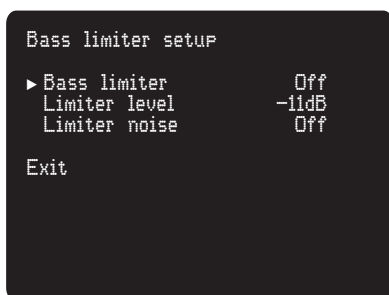 Bass limiter setup
▶ Bass limiter Off
Limiter level -11dB
Limiter noise Off
Exit